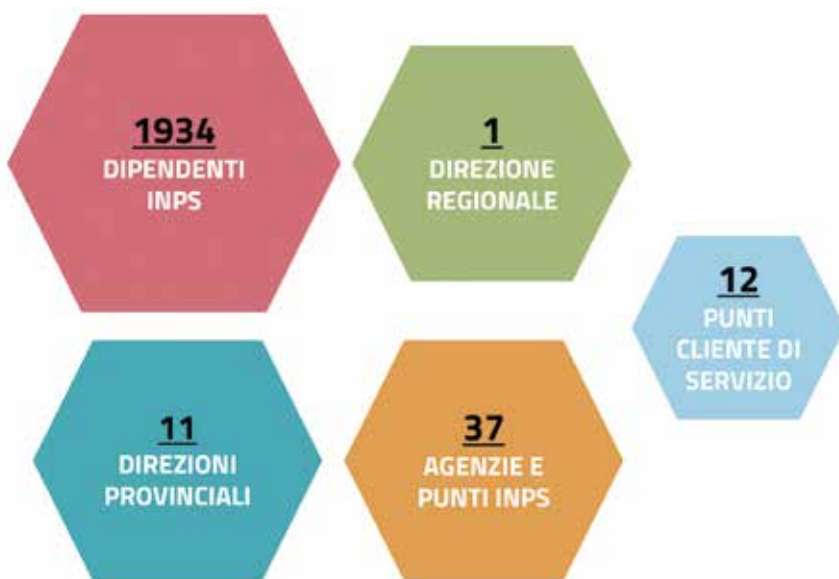 1934
DIPENDENTI
INPS
1
DIREZIONE
REGIONALE
12
PUNTI
CLIENTE DI
SERVIZIO
11
DIREZIONI
PROVINCIALI
37
AGENZIE E
PUNTI INPS